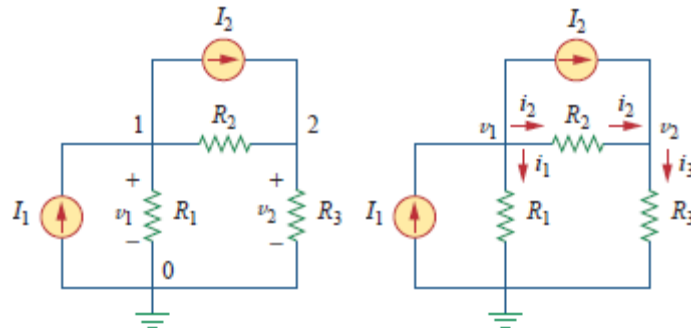 I₂
1
R₂
2
I₁
+
v₁
−
R₁
+
v₂
−
R₃
0
I₂
v₁
i₂
R₂
i₂
v₂
i₁
i₃
I₁
R₁
R₃